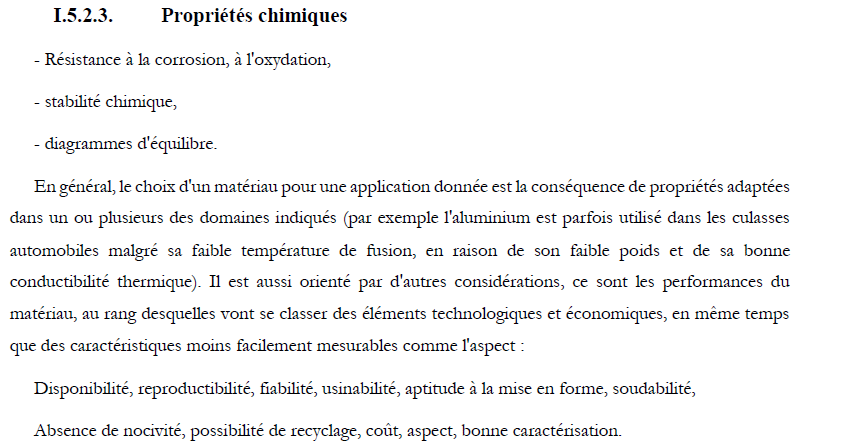 I.5.2.3. Propriétés chimiques
- Résistance à la corrosion, à l'oxydation,
- stabilité chimique,
- diagrammes d'équilibre.
En général, le choix d'un matériau pour une application donnée est la conséquence de propriétés adaptées
dans un ou plusieurs des domaines indiqués (par exemple l'aluminium est parfois utilisé dans les culasses
automobiles malgré sa faible température de fusion, en raison de son faible poids et de sa bonne
conductibilité thermique). Il est aussi orienté par d'autres considérations, ce sont les performances du
matériau, au rang desquelles vont se classer des éléments technologiques et économiques, en même temps
que des caractéristiques moins facilement mesurables comme l'aspect :
Disponibilité, reproductibilité, fiabilité, usinabilité, aptitude à la mise en forme, soudabilité,
Absence de nocivité, possibilité de recyclage, coût, aspect, bonne caractérisation.